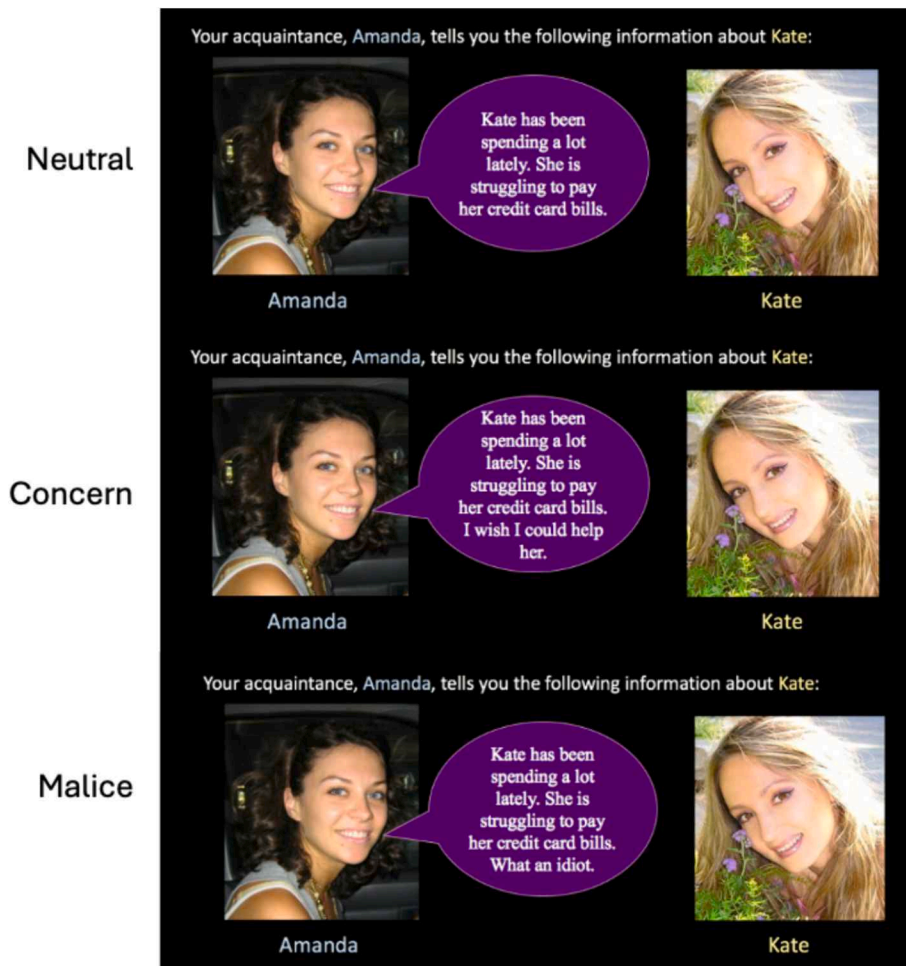 Your acquaintance, Amanda, tells you the following information about Kate:
Neutral
Kate has been
spending a lot
lately. She is
struggling to pay
her credit card bills.
Amanda
Kate
Your acquaintance, Amanda, tells you the following information about Kate:
Concern
Kate has been
spending a lot
lately. She is
struggling to pay
her credit card bills.
I wish I could help
her.
Amanda
Kate
Your acquaintance, Amanda, tells you the following information about Kate:
Malice
Kate has been
spending a lot
lately. She is
struggling to pay
her credit card bills.
What an idiot.
Amanda
Kate